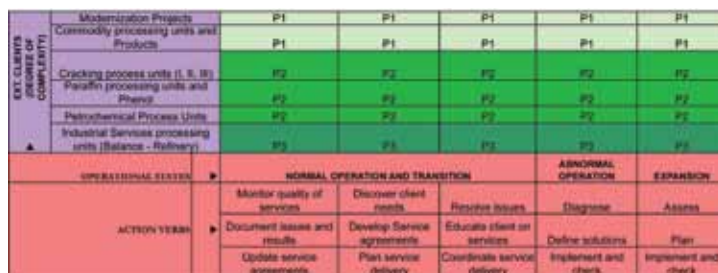 EXT. CLIENTS
(DEGREE OF
COMPLEXITY)
Modernization Projects P1 P1 P1 P1 P1
Commodity processing units and
Products P1 P1 P1 P1 P1
Cracking process units (I, II, III) P2 P2 P2 P2 P2
Paraffin processing units and
Phenol P2 P2 P2 P2 P2
Petrochemical Process Units P2 P2 P2 P2 P2
Industrial Services processing
units (Balance - Refinery) P3 P3 P3 P3 P3
OPERATIONAL STATES NORMAL OPERATION AND TRANSITION ABNORMAL OPERATION EXPANSION
ACTION VERBS
Monitor quality of services Discover client needs Resolve issues Diagnose Assess
Document issues and results Develop Service agreements Educate client on services Define solutions Plan
Update service agreements Plan service delivery Coordinate service delivery Implement and check Implement and check